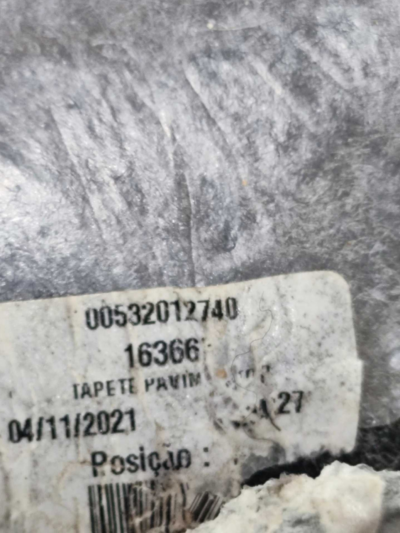 00532012740
16366
TAPETE PAVIM
04/11/2021 27
Posição :